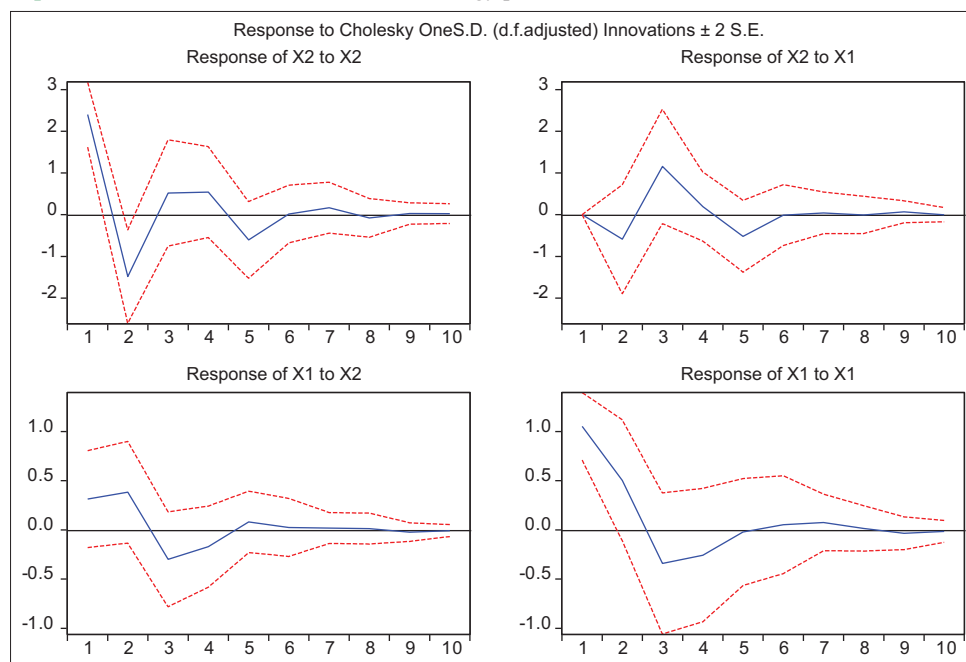 Response to Cholesky OneS.D. (d.f.adjusted) Innovations ± 2 S.E.
Response of X2 to X2
3
2
1
0
-1
-2
1 2 3 4 5 6 7 8 9 10
Response of X2 to X1
3
2
1
0
-1
-2
1 2 3 4 5 6 7 8 9 10
Response of X1 to X2
1.0
0.5
0.0
-0.5
-1.0
1 2 3 4 5 6 7 8 9 10
Response of X1 to X1
1.0
0.5
0.0
-0.5
-1.0
1 2 3 4 5 6 7 8 9 10